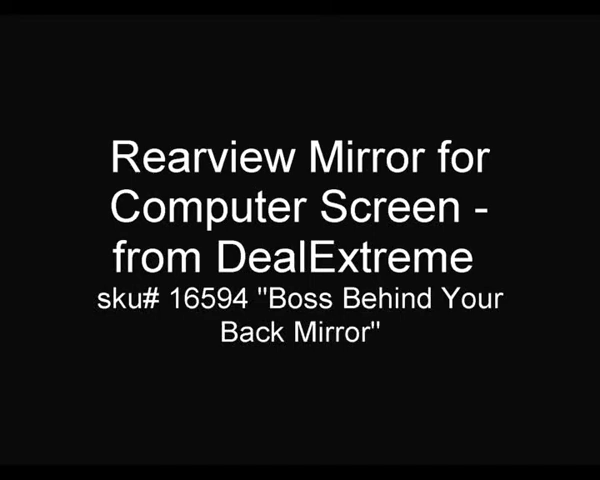 Rearview Mirror for
Computer Screen -
from DealExtreme
sku# 16594 "Boss Behind Your
Back Mirror"